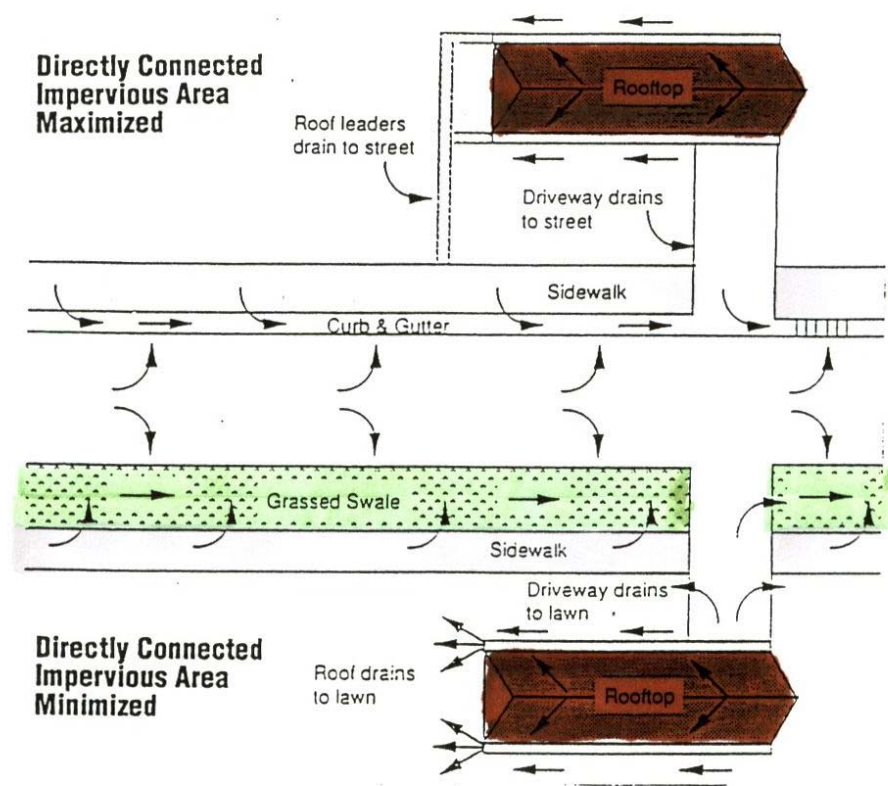 Directly Connected
Impervious Area
Maximized
Rooftop
Roof leaders
drain to street
Driveway drains
to street
Sidewalk
Curb & Gutter
Grassed Swale
Sidewalk
Driveway drains
to lawn
Directly Connected
Impervious Area
Minimized
Roof drains
to lawn
Rooftop